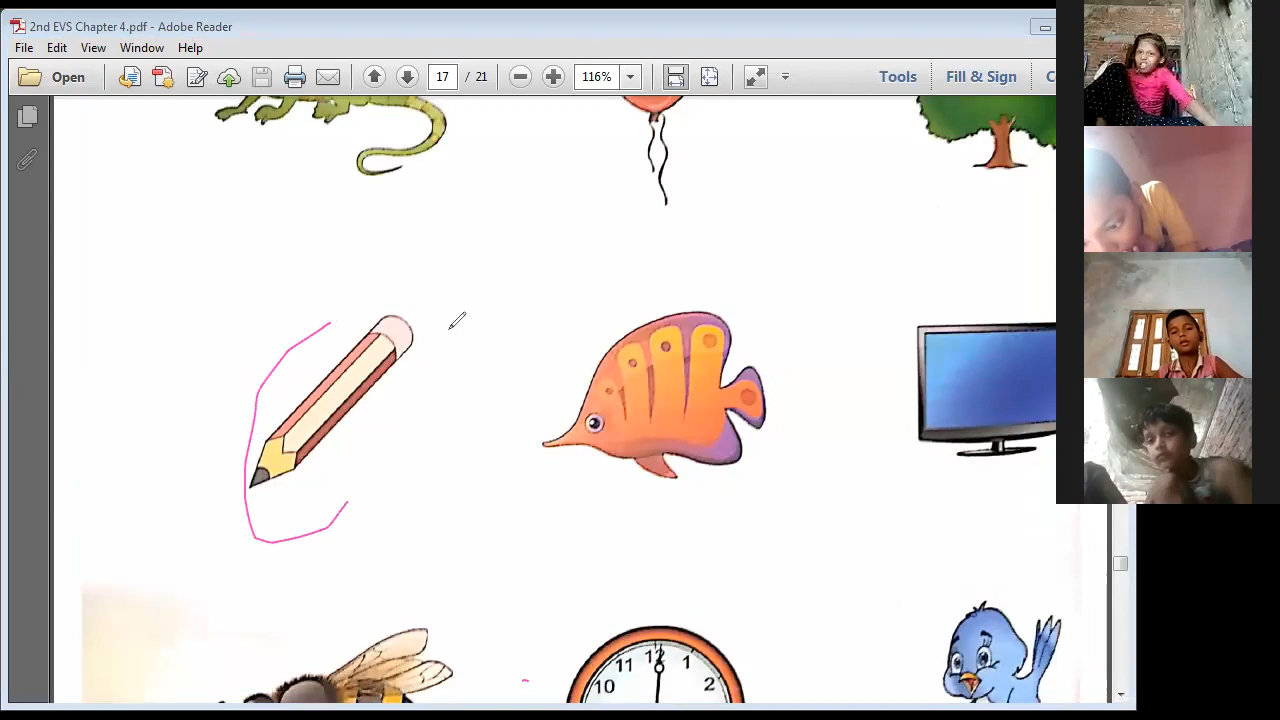 2nd EVS Chapter 4.pdf - Adobe Reader
File Edit View Window Help
Open 17 / 21 116% Tools Fill & Sign
11 12 1
10 2